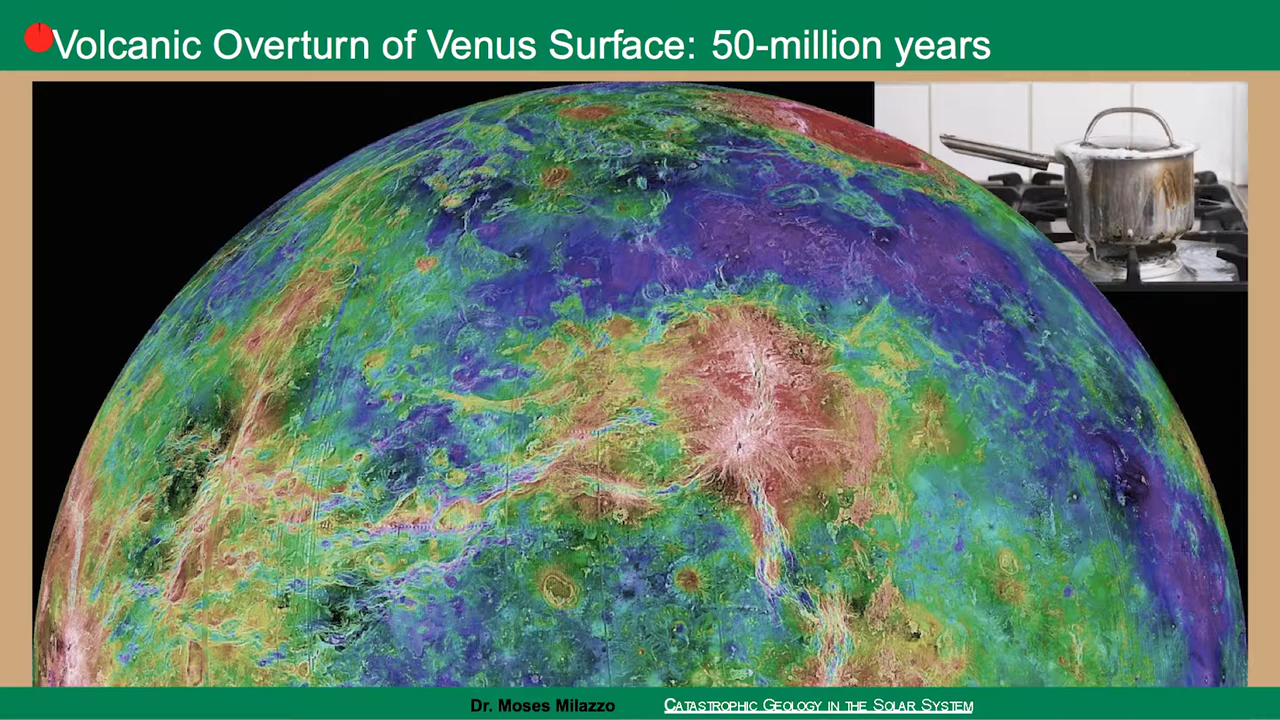 Volcanic Overturn of Venus Surface: 50-million years
Dr. Moses Milazzo
CATASTROPHIC GEOLOGY IN THE SOLAR SYSTEM